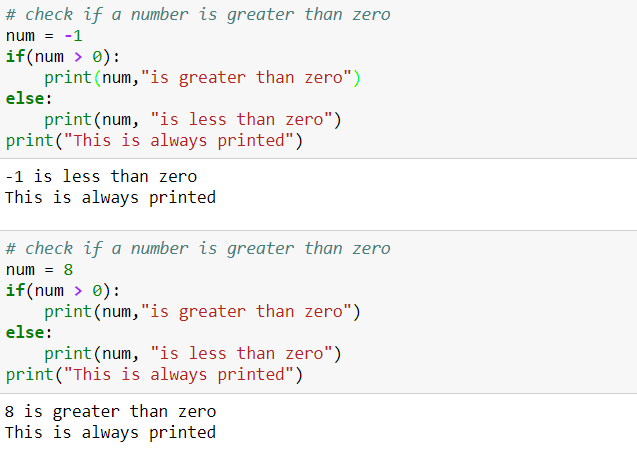 # check if a number is greater than zero
num = -1
if(num > 0):
    print(num,"is greater than zero")
else:
    print(num, "is less than zero")
print("This is always printed")
-1 is less than zero
This is always printed
# check if a number is greater than zero
num = 8
if(num > 0):
    print(num,"is greater than zero")
else:
    print(num, "is less than zero")
print("This is always printed")
8 is greater than zero
This is always printed